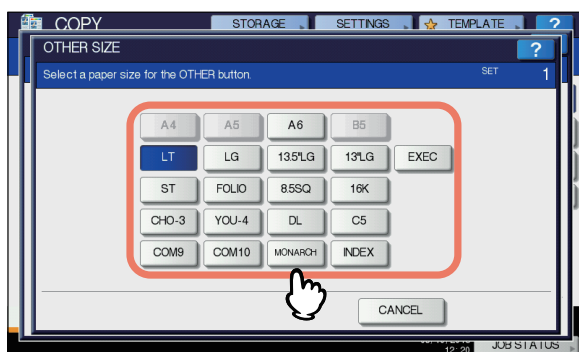 COPY STORAGE SETTINGS TEMPLATE ?
OTHER SIZE ?
Select a paper size for the OTHER button. SET 1
A4 A5 A6 B5
LT LG 13.5"LG 13"LG EXEC
ST FOLIO 8.5SQ 16K
CHO-3 YOU-4 DL C5
COM9 COM10 MONARCH INDEX
CANCEL
12:20 JOB STATUS